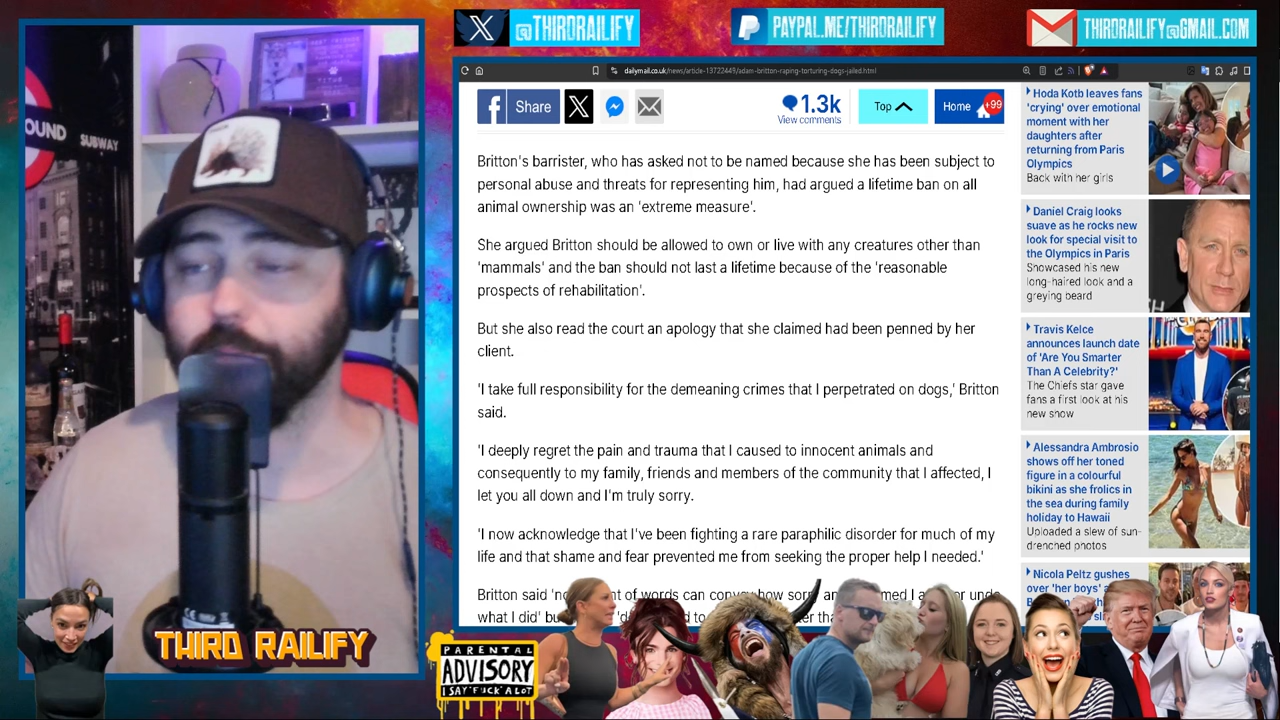 @THIRDRAILIFY
PAYPAL.ME/THIRDRAILIFY
THIRDRAILIFY@GMAIL.COM
OUND
SUBWAY
dailymail.co.uk/news/article-13722449/adam-britton-raping-torturing-dogs-jailed.html
Share
1.3k
View comments
Top
Home
+99
Britton's barrister, who has asked not to be named because she has been subject to
personal abuse and threats for representing him, had argued a lifetime ban on all
animal ownership was an 'extreme measure'.
She argued Britton should be allowed to own or live with any creatures other than
'mammals' and the ban should not last a lifetime because of the 'reasonable
prospects of rehabilitation'.
But she also read the court an apology that she claimed had been penned by her
client.
'I take full responsibility for the demeaning crimes that I perpetrated on dogs,' Britton
said.
'I deeply regret the pain and trauma that I caused to innocent animals and
consequently to my family, friends and members of the community that I affected, I
let you all down and I'm truly sorry.
'I now acknowledge that I've been fighting a rare paraphilic disorder for much of my
life and that shame and fear prevented me from seeking the proper help I needed.'
Britton said of words can how
what I did'
Hoda Kotb leaves fans
'crying' over emotional
moment with her
daughters after
returning from Paris
Olympics
Back with her girls
Daniel Craig looks
suave as he rocks new
look for special visit to
the Olympics in Paris
Showcased his new
long-haired look and a
greying beard
Travis Kelce
announces launch date
of 'Are You Smarter
Than A Celebrity?'
The Chiefs star gave
fans a first look at his
new show
Alessandra Ambrosio
shows off her toned
figure in a colourful
bikini as she frolics in
the sea during family
holiday to Hawaii
Uploaded a slew of sun-
drenched photos
Nicola Peltz gushes
over 'her boys'
THIRD RAILIFY
PARENTAL
ADVISORY
I SAY "FUCK" A LOT